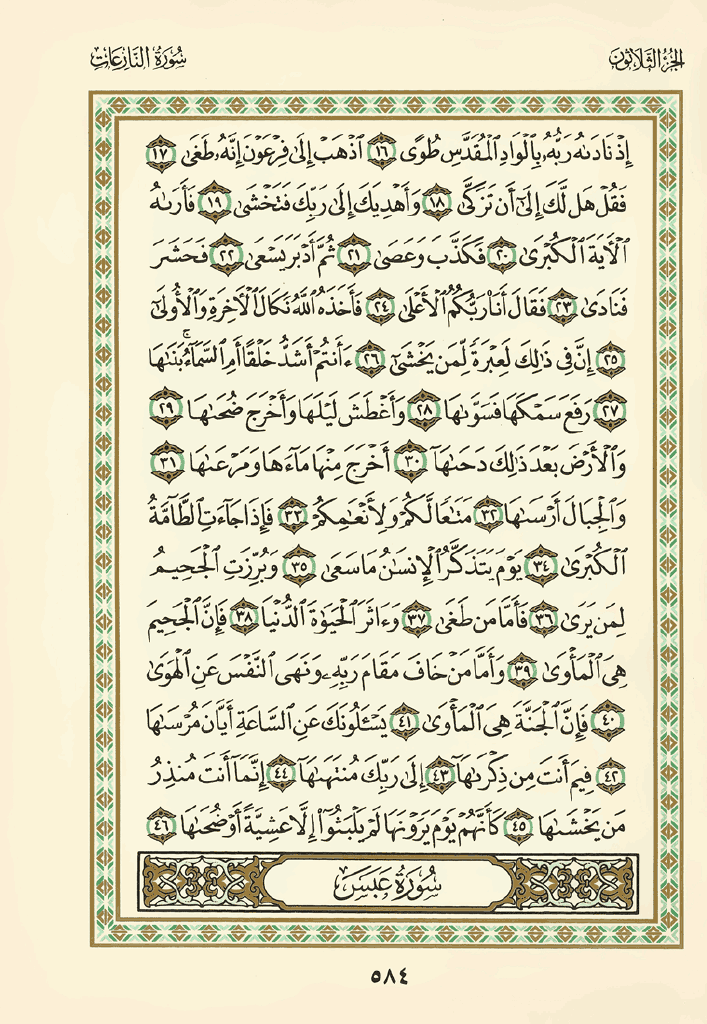 الجزء الثلاثون
سورة النازعات
إِذْ نَادَىٰهُ رَبُّهُۥ بِٱلْوَادِ ٱلْمُقَدَّسِ طُوًى ١٦ ٱذْهَبْ إِلَىٰ فِرْعَوْنَ إِنَّهُۥ طَغَىٰ ١٧
فَقُلْ هَل لَّكَ إِلَىٰٓ أَن تَزَكَّىٰ ١٨ وَأَهْدِيَكَ إِلَىٰ رَبِّكَ فَتَخْشَىٰ ١٩ فَأَرَىٰهُ
ٱلْأٓيَةَ ٱلْكُبْرَىٰ ٢٠ فَكَذَّبَ وَعَصَىٰ ٢١ ثُمَّ أَدْبَرَ يَسْعَىٰ ٢٢ فَحَشَرَ
فَنَادَىٰ ٢٣ فَقَالَ أَنَا۠ رَبُّكُمُ ٱلْأَعْلَىٰ ٢٤ فَأَخَذَهُ ٱللَّهُ نَكَالَ ٱلْأٓخِرَةِ وَٱلْأُولَىٰٓ
٢٥ إِنَّ فِى ذَٰلِكَ لَعِبْرَةً لِّمَن يَخْشَىٰٓ ٢٦ ءَأَنتُمْ أَشَدُّ خَلْقًا أَمِ ٱلسَّمَآءُ ۚ بَنَىٰهَا
٢٧ رَفَعَ سَمْكَهَا فَسَوَّىٰهَا ٢٨ وَأَغْطَشَ لَيْلَهَا وَأَخْرَجَ ضُحَىٰهَا ٢٩
وَٱلْأَرْضَ بَعْدَ ذَٰلِكَ دَحَىٰهَآ ٣٠ أَخْرَجَ مِنْهَا مَآءَهَا وَمَرْعَىٰهَا ٣١
وَٱلْجِبَالَ أَرْسَىٰهَا ٣٢ مَتَٰعًا لَّكُمْ وَلِأَنْعَٰمِكُمْ ٣٣ فَإِذَا جَآءَتِ ٱلطَّآمَّةُ
ٱلْكُبْرَىٰ ٣٤ يَوْمَ يَتَذَكَّرُ ٱلْإِنسَٰنُ مَا سَعَىٰ ٣٥ وَبُرِّزَتِ ٱلْجَحِيمُ
لِمَن يَرَىٰ ٣٦ فَأَمَّا مَن طَغَىٰ ٣٧ وَءَاثَرَ ٱلْحَيَوٰةَ ٱلدُّنْيَا ٣٨ فَإِنَّ ٱلْجَحِيمَ
هِىَ ٱلْمَأْوَىٰ ٣٩ وَأَمَّا مَنْ خَافَ مَقَامَ رَبِّهِۦ وَنَهَى ٱلنَّفْسَ عَنِ ٱلْهَوَىٰ
٤٠ فَإِنَّ ٱلْجَنَّةَ هِىَ ٱلْمَأْوَىٰ ٤١ يَسْـَٔلُونَكَ عَنِ ٱلسَّاعَةِ أَيَّانَ مُرْسَىٰهَا
٤٢ فِيمَ أَنتَ مِن ذِكْرَىٰهَآ ٤٣ إِلَىٰ رَبِّكَ مُنتَهَىٰهَآ ٤٤ إِنَّمَآ أَنتَ مُنذِرُ
مَن يَخْشَىٰهَا ٤٥ كَأَنَّهُمْ يَوْمَ يَرَوْنَهَا لَمْ يَلْبَثُوٓا۟ إِلَّا عَشِيَّةً أَوْ ضُحَىٰهَا ٤٦
سُورَةُ عَبَسَ
٥٨٤